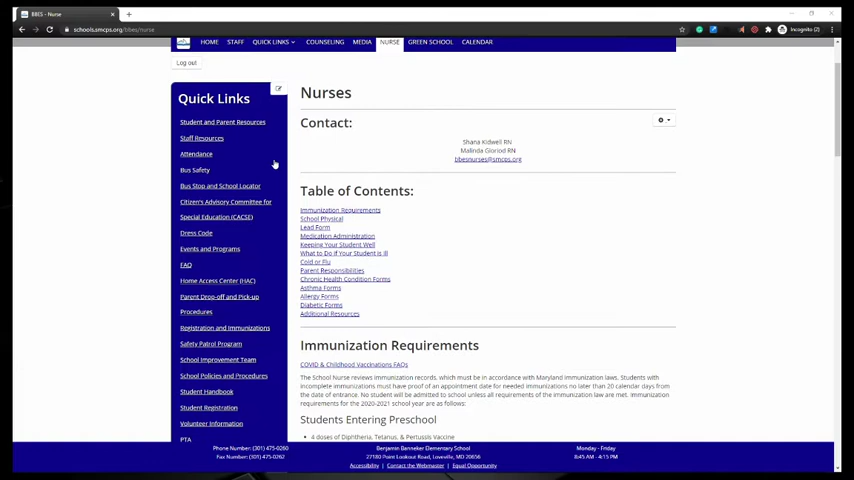 BBES - Nurse
schools.smcps.org/bbes/nurse
Incognito (2)
HOME STAFF QUICK LINKS COUNSELING MEDIA NURSE GREEN SCHOOL CALENDAR
Log out
Quick Links
Student and Parent Resources
Staff Resources
Attendance
Bus Safety
Bus Stop and School Locator
Citizen's Advisory Committee for
Special Education (CACSE)
Dress Code
Events and Programs
FAQ
Home Access Center (HAC)
Parent Drop-off and Pick-up
Procedures
Registration and Immunizations
Safety Patrol Program
School Improvement Team
School Policies and Procedures
Student Handbook
Student Registration
Volunteer Information
PTA
Nurses
Contact:
Shana Kidwell RN
Malinda Gloriod RN
bbesnurses@smcps.org
Table of Contents:
Immunization Requirements
School Physical
Lead Form
Medication Administration
Keeping Your Student Well
What to Do if Your Student is Ill
Cold or Flu
Parent Responsibilities
Chronic Health Condition Forms
Asthma Forms
Allergy Forms
Diabetic Forms
Additional Resources
Immunization Requirements
COVID & Childhood Vaccinations FAQs
The School Nurse reviews immunization records, which must be in accordance with Maryland immunization laws. Students with
incomplete immunizations must have proof of an appointment date for needed immunizations no later than 20 calendar days from
the date of entrance. No student will be admitted to school unless all requirements of the immunization law are met. Immunization
requirements for the 2020-2021 school year are as follows:
Students Entering Preschool
4 doses of Diphtheria, Tetanus, & Pertussis Vaccine
Phone Number: (301) 475-0260
Fax Number: (301) 475-0262
Benjamin Banneker Elementary School
27180 Point Lookout Road, Loveville, MD 20656
Accessibility | Contact the Webmaster | Equal Opportunity
Monday - Friday
8:45 AM - 4:15 PM